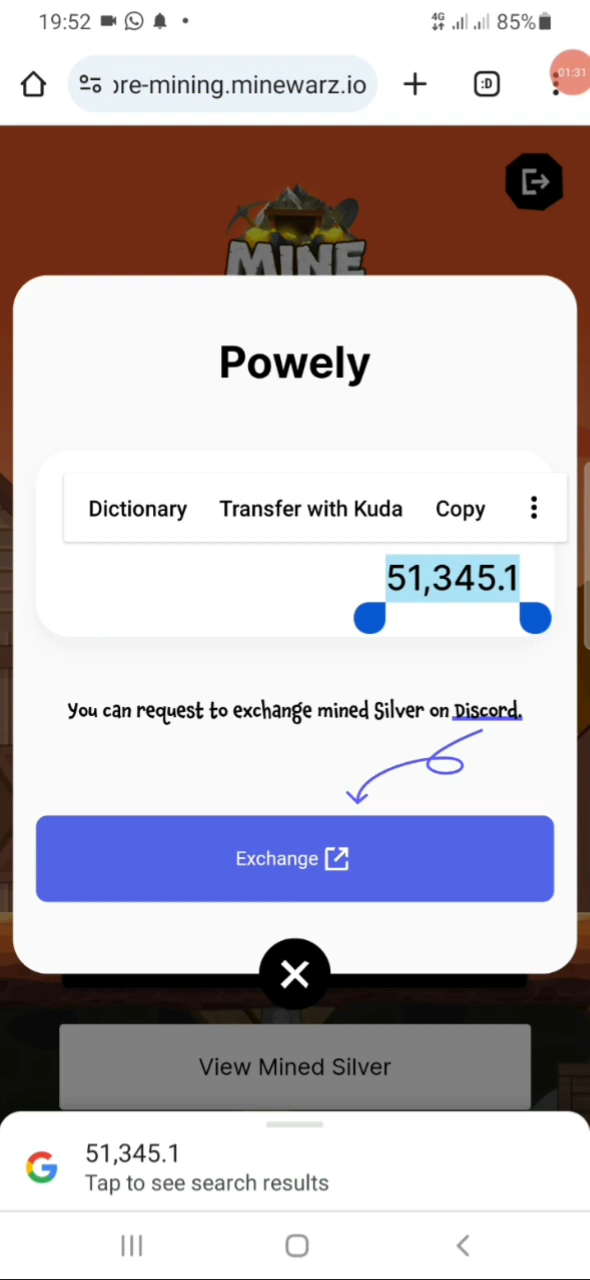 19:52
4G
85%
ore-mining.minewarz.io
:D
01:31
MINE
Powely
Dictionary
Transfer with Kuda
Copy
51,345.1
You can request to exchange mined Silver on Discord.
Exchange
View Mined Silver
51,345.1
Tap to see search results